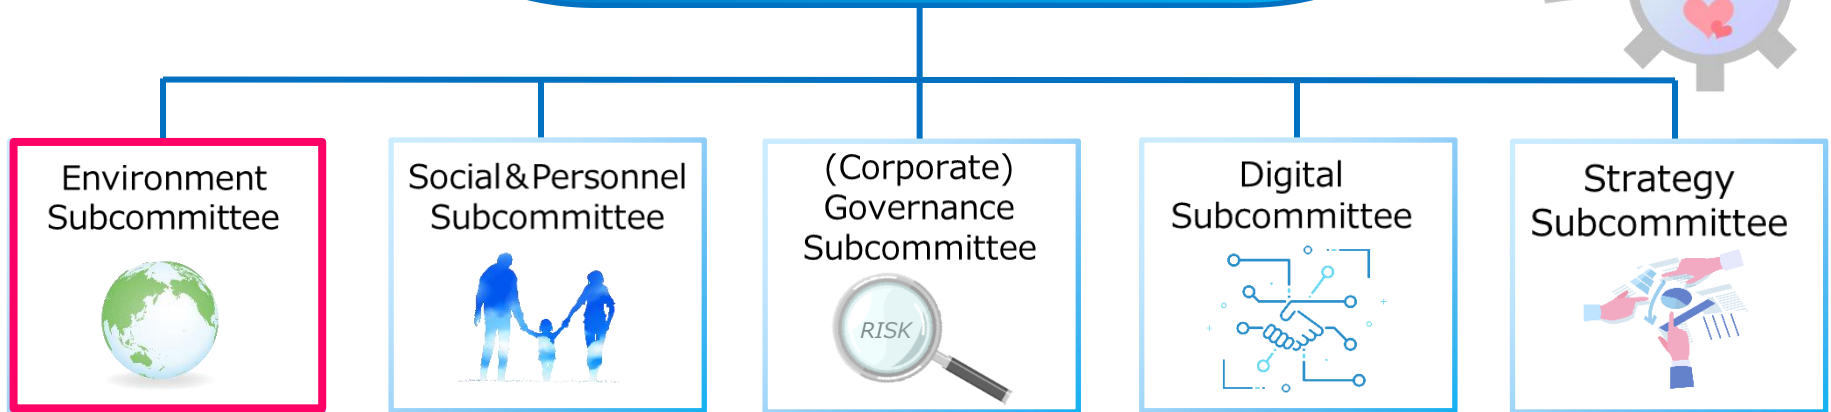 Environment
Subcommittee
Social&Personnel
Subcommittee
(Corporate)
Governance
Subcommittee
RISK
Digital
Subcommittee
Strategy
Subcommittee